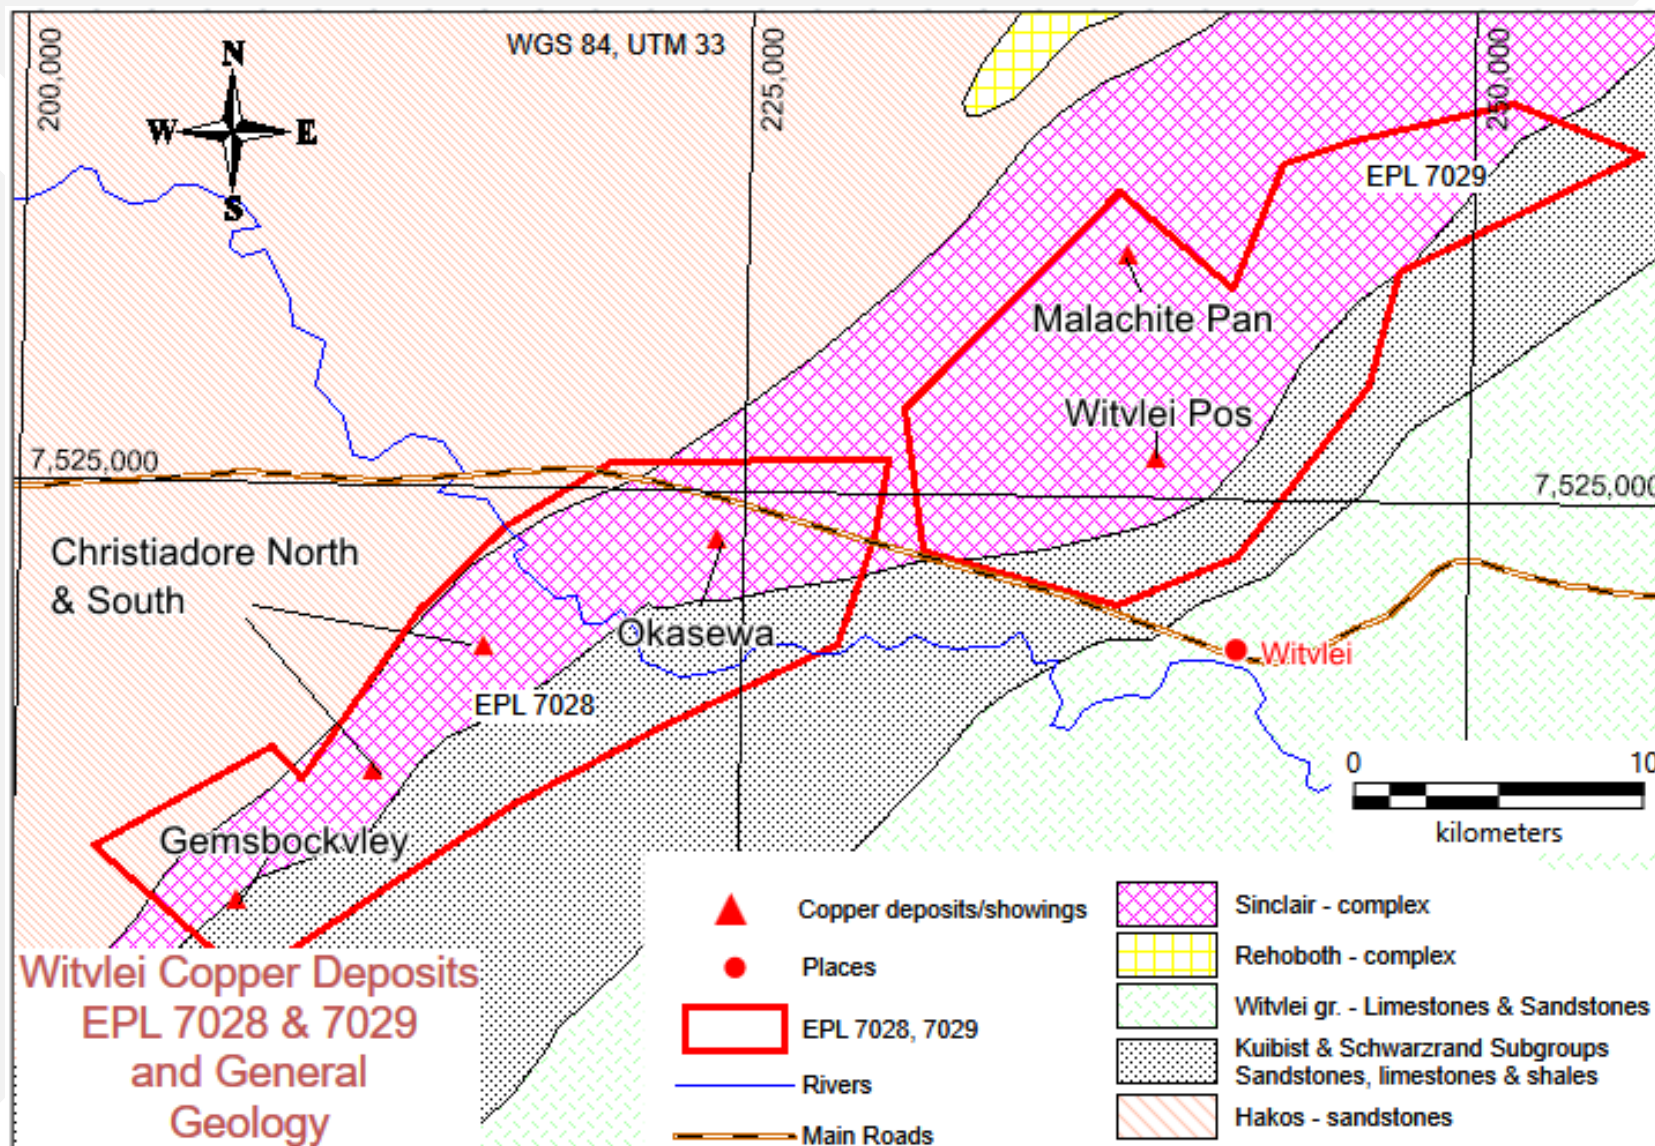 WGS 84, UTM 33
200,000
225,000
250,000
N
W
E
S
EPL 7029
Malachite Pan
Witvlei Pos
7,525,000
7,525,000
Christiadore North
& South
Okasewa
Witvlei
EPL 7028
Gemsbockvley
0
10
kilometers
Witvlei Copper Deposits
EPL 7028 & 7029
and General
Geology
Copper deposits/showings
Places
EPL 7028, 7029
Rivers
Main Roads
Sinclair - complex
Rehoboth - complex
Witvlei gr. - Limestones & Sandstones
Kuibist & Schwarzrand Subgroups
Sandstones, limestones & shales
Hakos - sandstones